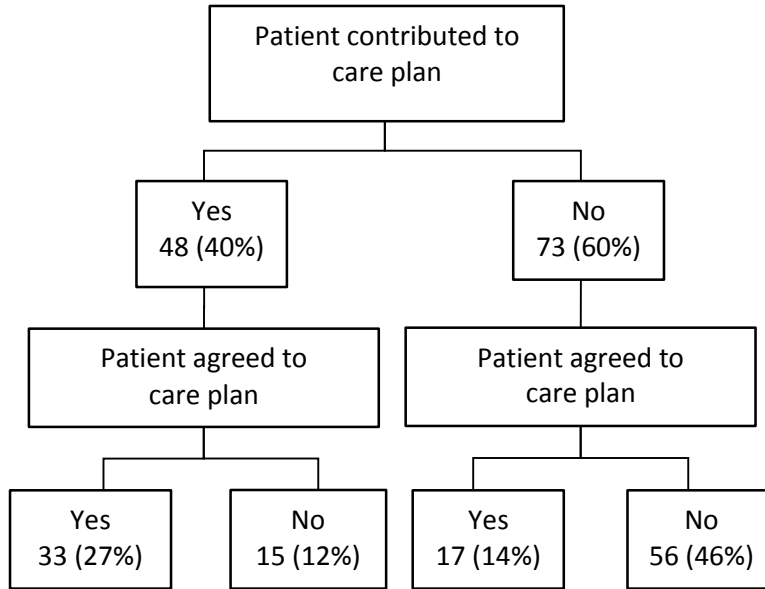 Patient contributed to
care plan
Yes
48 (40%)
No
73 (60%)
Patient agreed to
care plan
Patient agreed to
care plan
Yes
33 (27%)
No
15 (12%)
Yes
17 (14%)
No
56 (46%)